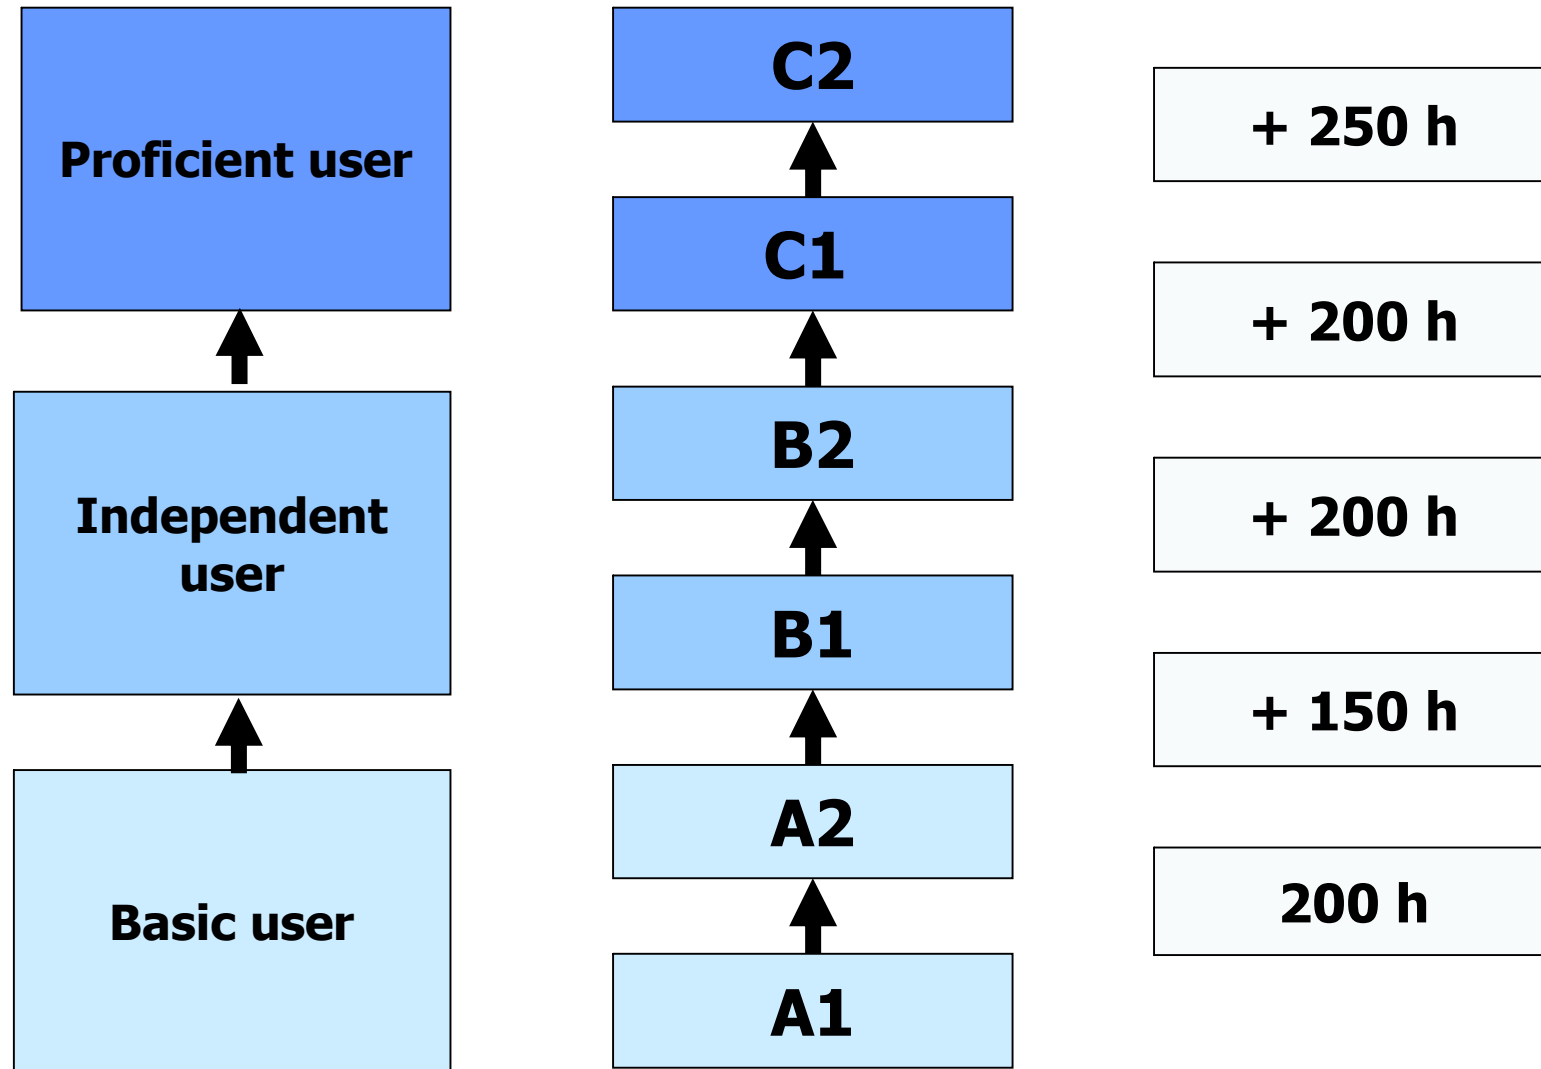 Proficient user
Independent
user
Basic user
C2
C1
B2
B1
A2
A1
+ 250 h
+ 200 h
+ 200 h
+ 150 h
200 h